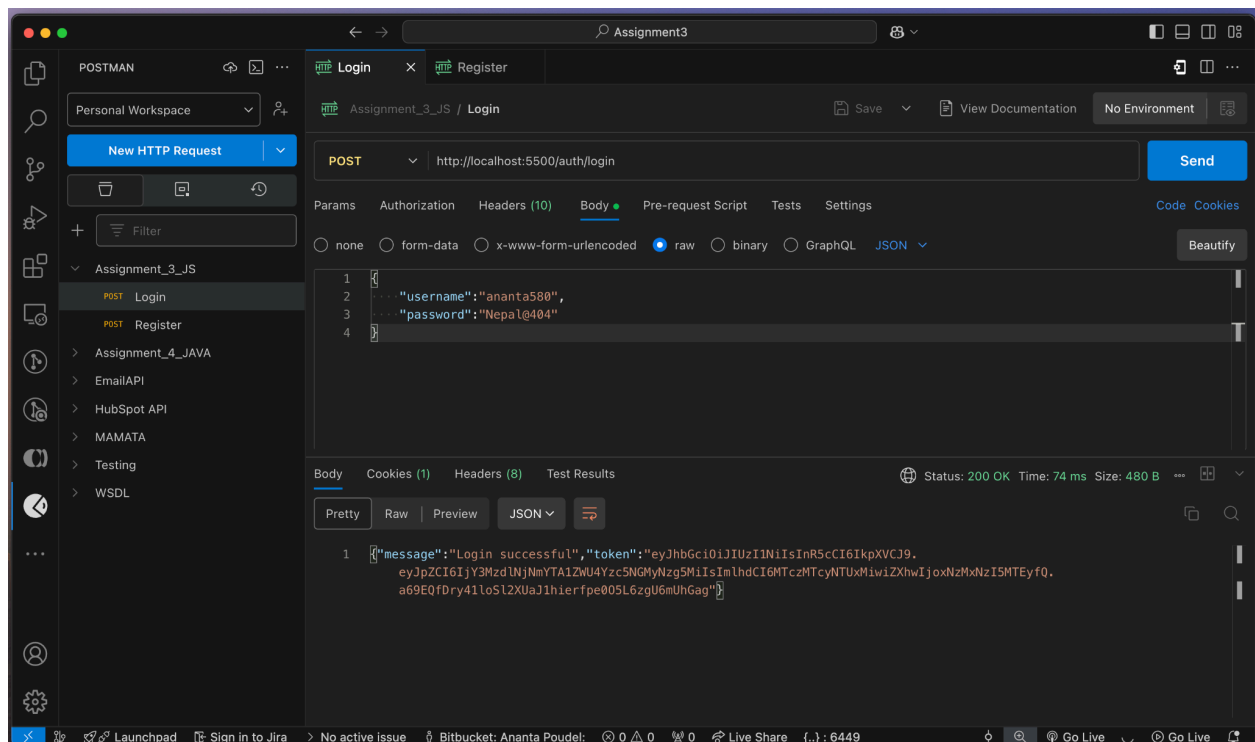 Assignment3
POSTMAN
Login
Register
Personal Workspace
Assignment_3_JS / Login
Save
View Documentation
No Environment
New HTTP Request
POST
http://localhost:5500/auth/login
Send
Params Authorization Headers (10) Body Pre-request Script Tests Settings
Code Cookies
Filter
none form-data x-www-form-urlencoded raw binary GraphQL JSON
Beautify
Assignment_3_JS
POST Login
POST Register
Assignment_4_JAVA
EmailAPI
HubSpot API
MAMATA
Testing
WSDL
1 {
2 "username":"ananta580",
3 "password":"Nepal@404"
4 }
Body Cookies (1) Headers (8) Test Results
Status: 200 OK Time: 74 ms Size: 480 B
Pretty Raw Preview JSON
1 {"message":"Login successful","token":"eyJhbGciOiJIUzI1NiIsInR5cCI6IkpXVCJ9.
eyJpZCI6IjY3MzdlNjNmYTA1ZWU4Yzc5NGMyNzg5MiIsImlhdCI6MTczMTcyNTUxMiwiZXhwIjoxNzMxNzI5MTEyfQ.
a69EQfDry41loSl2XUaJ1hierfpe0O5L6zgU6mUhGag"}
Launchpad Sign in to Jira No active issue Bitbucket: Ananta Poudel: 0 0 0 Live Share {..} : 6449 Go Live Go Live